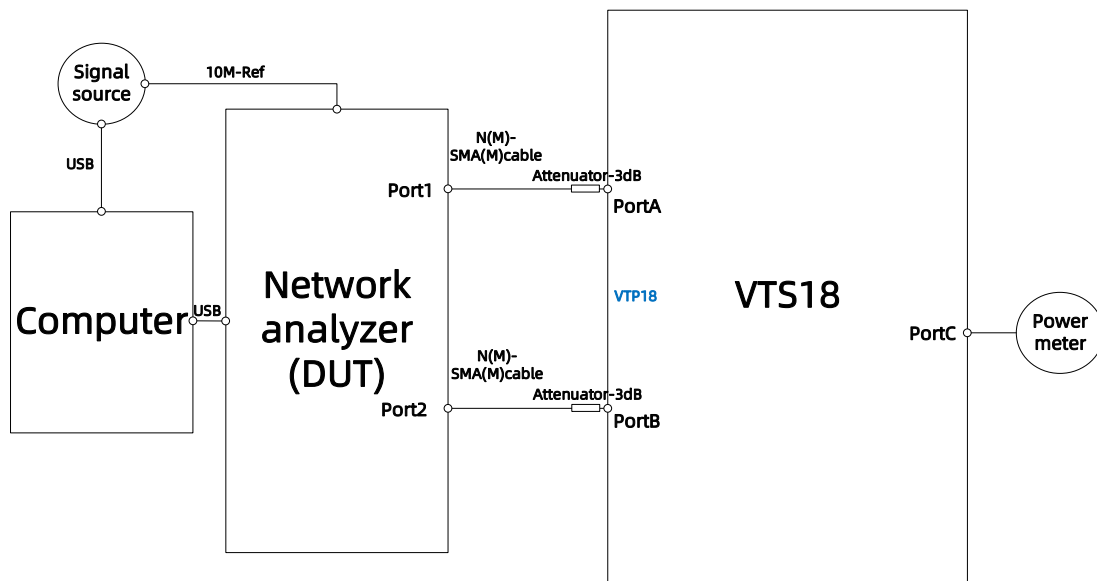 Signal
source
10M-Ref
USB
Computer
USB
Network
analyzer
(DUT)
Port1
Port2
N(M)-
SMA(M)cable
Attenuator-3dB
PortA
VTP18
N(M)-
SMA(M)cable
Attenuator-3dB
PortB
VTS18
PortC
Power
meter